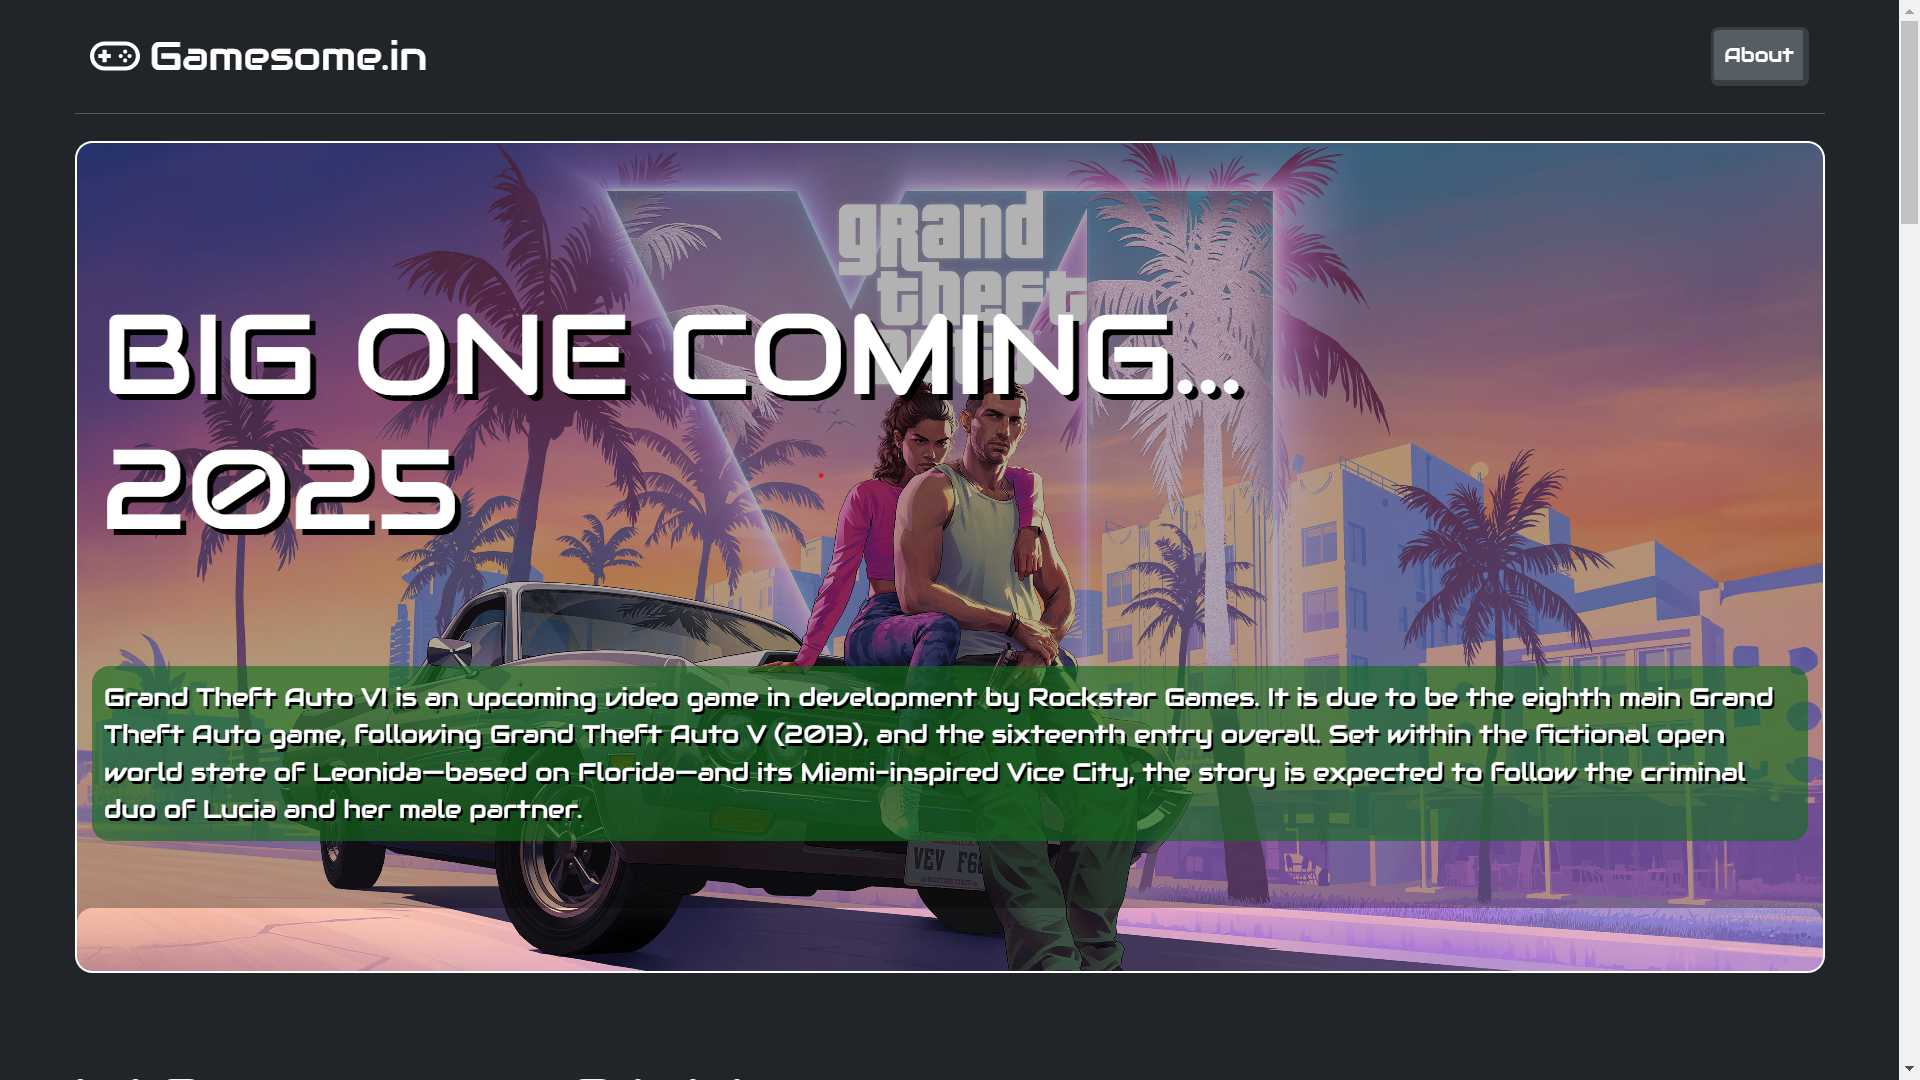 Gamesome.in
About
grand
theft
BIG ONE COMING...
2025
Grand Theft Auto VI is an upcoming video game in development by Rockstar Games. It is due to be the eighth main Grand
Theft Auto game, following Grand Theft Auto V (2013), and the sixteenth entry overall. Set within the fictional open
world state of Leonida—based on Florida—and its Miami-inspired Vice City, the story is expected to follow the criminal
duo of Lucia and her male partner.
VEV F6